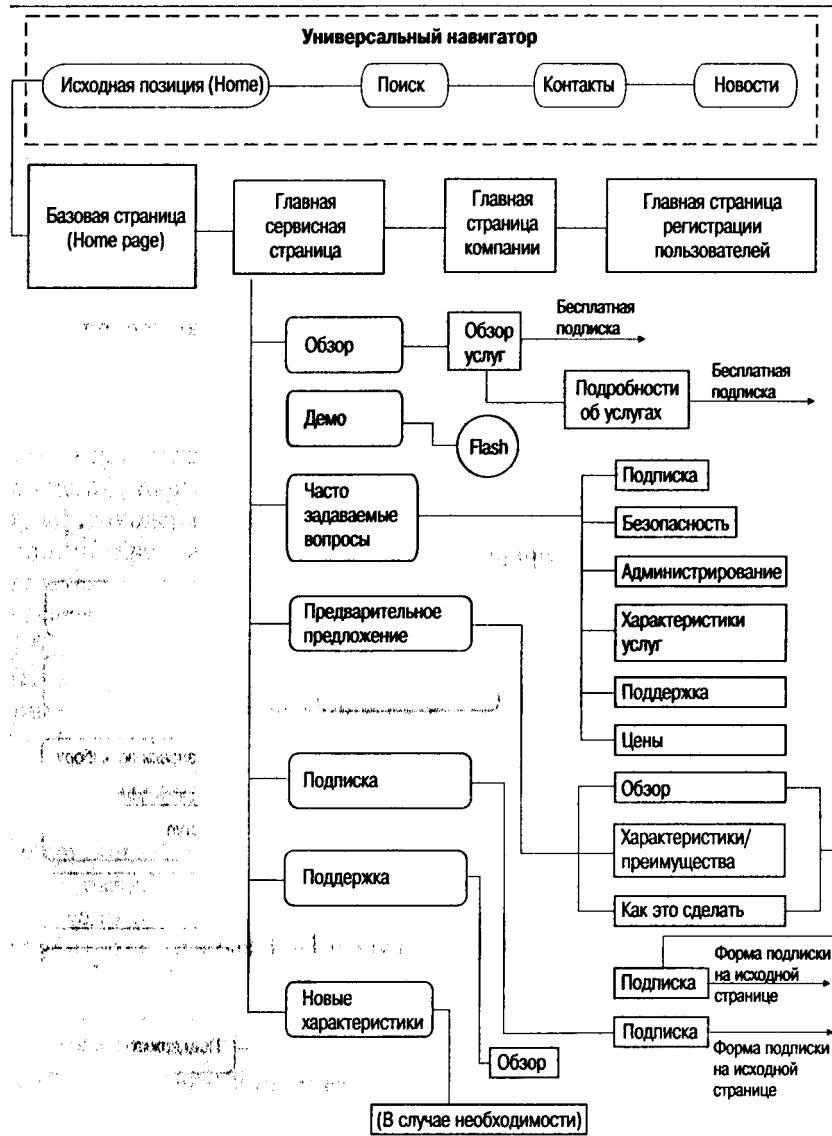 Универсальный навигатор
Исходная позиция (Home)
Поиск
Контакты
Новости
Базовая страница
(Home page)
Главная
сервисная
страница
Главная
страница
компании
Главная страница
регистрации
пользователей
Обзор
Обзор
услуг
Бесплатная
подписка
Подробности
об услугах
Бесплатная
подписка
Демо
Flash
Часто
задаваемые
вопросы
Подписка
Безопасность
Администрирование
Характеристики
услуг
Поддержка
Цены
Предварительное
предложение
Обзор
Характеристики/
преимущества
Как это сделать
Подписка
Форма подписки
на исходной
странице
Подписка
Подписка
Форма подписки
на исходной
странице
Поддержка
Обзор
Новые
характеристики
(В случае необходимости)